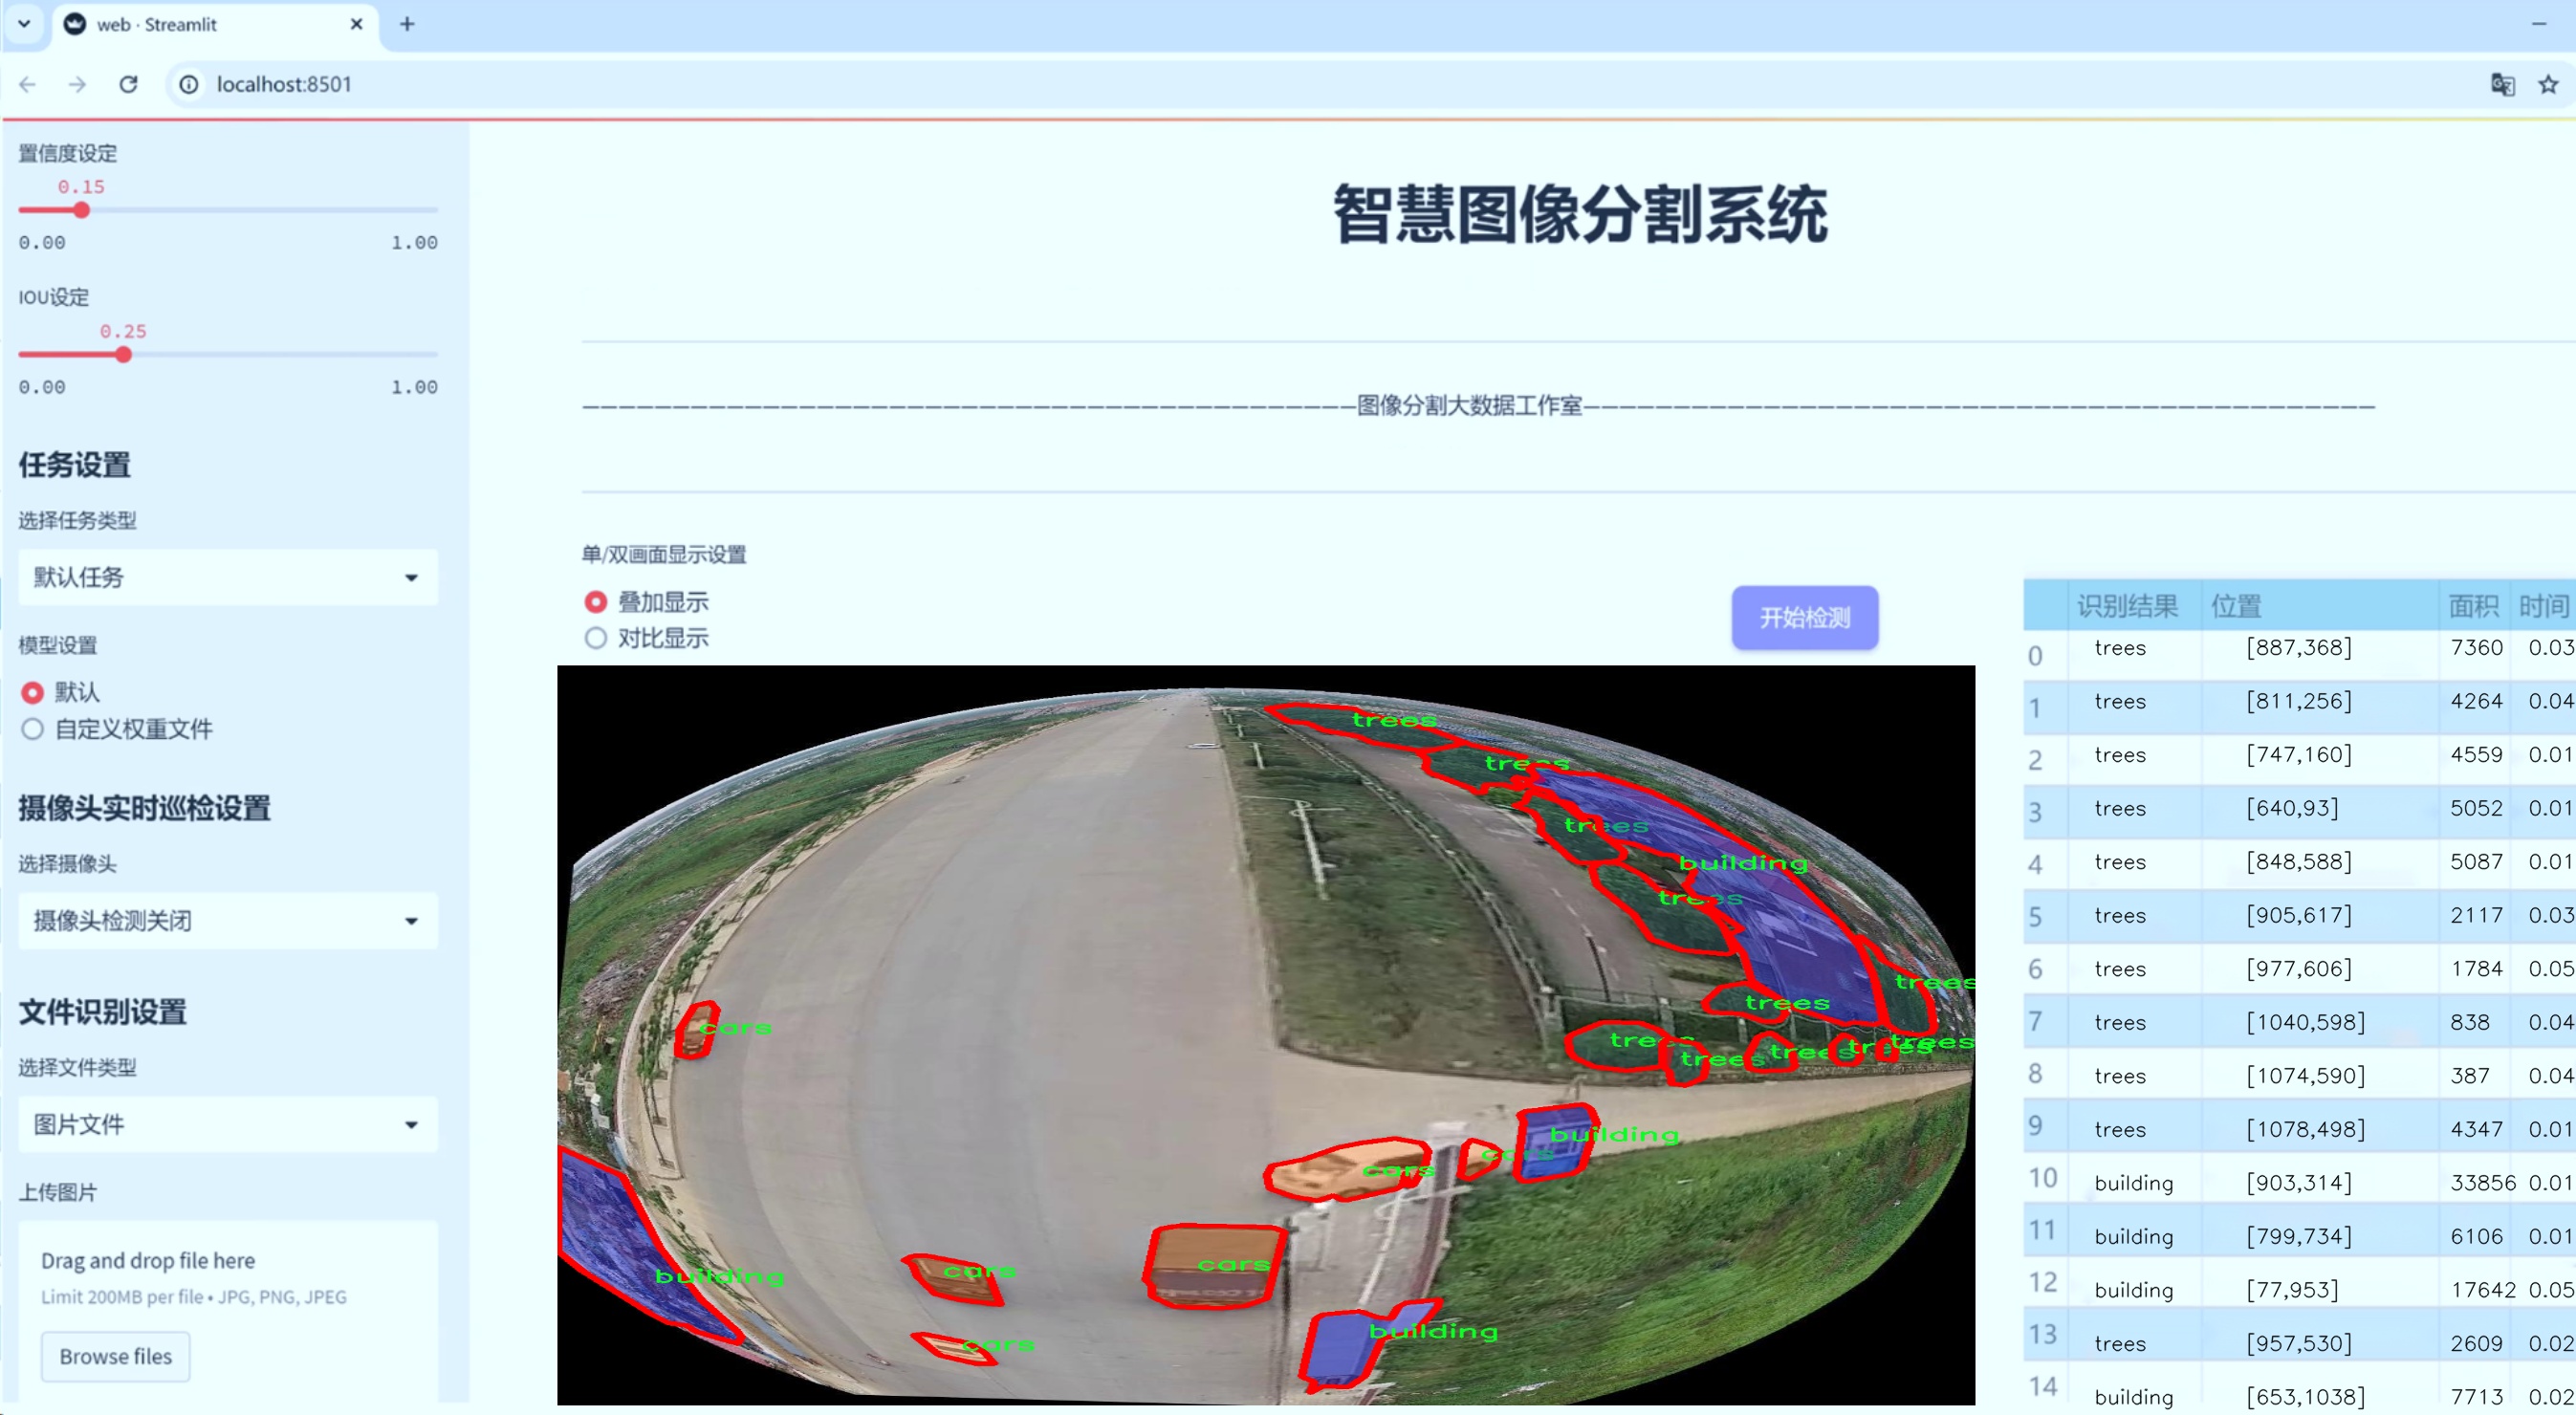 web · Streamlit
localhost:8501
置信度设定
0.15
0.00 1.00
IOU设定
0.25
0.00 1.00
任务设置
选择任务类型
默认任务
模型设置
默认
自定义权重文件
摄像头实时巡检设置
选择摄像头
摄像头检测关闭
文件识别设置
选择文件类型
图片文件
上传图片
Drag and drop file here
Limit 200MB per file • JPG, PNG, JPEG
Browse files
智慧图像分割系统
———————————————————————————————————————————图像分割大数据工作室————————————————————————————————————————————
单/双画面显示设置
叠加显示
对比显示
开始检测
trees
trees
trees
building
trees
trees
trees
cars
trees
trees
trees
trees
trees
building
cars
cars
cars
cars
building
building
cars
识别结果 位置 面积 时间
0 trees [887,368] 7360 0.03
1 trees [811,256] 4264 0.04
2 trees [747,160] 4559 0.01
3 trees [640,93] 5052 0.01
4 trees [848,588] 5087 0.01
5 trees [905,617] 2117 0.03
6 trees [977,606] 1784 0.05
7 trees [1040,598] 838 0.04
8 trees [1074,590] 387 0.04
9 trees [1078,498] 4347 0.01
10 building [903,314] 33856 0.01
11 building [799,734] 6106 0.01
12 building [77,953] 17642 0.05
13 trees [957,530] 2609 0.02
14 building [653,1038] 7713 0.02